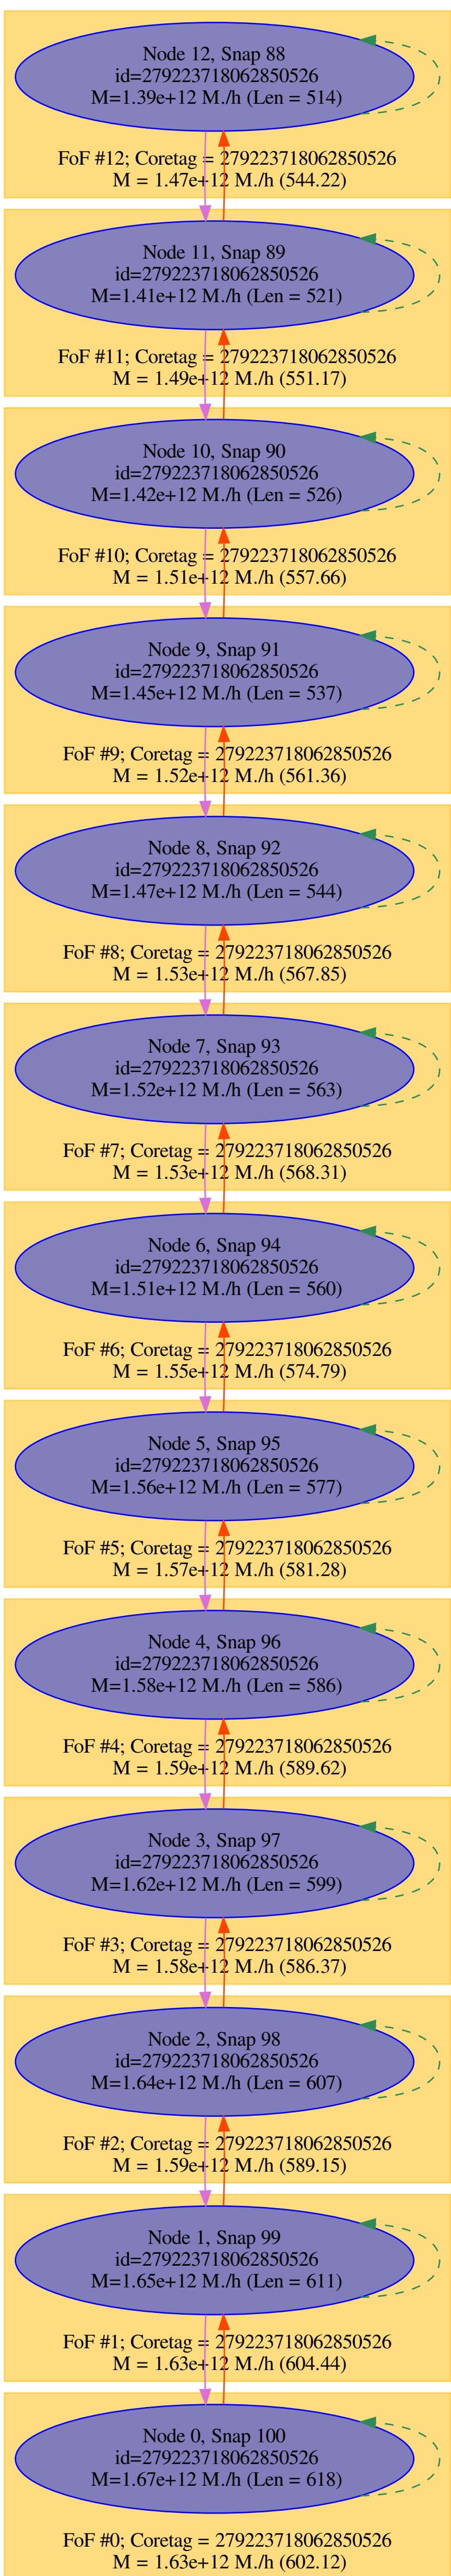 Node 12, Snap 88
id=279223718062850526
M=1.39e+12 M./h (Len = 514)
FoF #12; Coretag = 279223718062850526
M = 1.47e+12 M./h (544.22)
Node 11, Snap 89
id=279223718062850526
M=1.41e+12 M./h (Len = 521)
FoF #11; Coretag = 279223718062850526
M = 1.49e+12 M./h (551.17)
Node 10, Snap 90
id=279223718062850526
M=1.42e+12 M./h (Len = 526)
FoF #10; Coretag = 279223718062850526
M = 1.51e+12 M./h (557.66)
Node 9, Snap 91
id=279223718062850526
M=1.45e+12 M./h (Len = 537)
FoF #9; Coretag = 279223718062850526
M = 1.52e+12 M./h (561.36)
Node 8, Snap 92
id=279223718062850526
M=1.47e+12 M./h (Len = 544)
FoF #8; Coretag = 279223718062850526
M = 1.53e+12 M./h (567.85)
Node 7, Snap 93
id=279223718062850526
M=1.52e+12 M./h (Len = 563)
FoF #7; Coretag = 279223718062850526
M = 1.53e+12 M./h (568.31)
Node 6, Snap 94
id=279223718062850526
M=1.51e+12 M./h (Len = 560)
FoF #6; Coretag = 279223718062850526
M = 1.55e+12 M./h (574.79)
Node 5, Snap 95
id=279223718062850526
M=1.56e+12 M./h (Len = 577)
FoF #5; Coretag = 279223718062850526
M = 1.57e+12 M./h (581.28)
Node 4, Snap 96
id=279223718062850526
M=1.58e+12 M./h (Len = 586)
FoF #4; Coretag = 279223718062850526
M = 1.59e+12 M./h (589.62)
Node 3, Snap 97
id=279223718062850526
M=1.62e+12 M./h (Len = 599)
FoF #3; Coretag = 279223718062850526
M = 1.58e+12 M./h (586.37)
Node 2, Snap 98
id=279223718062850526
M=1.64e+12 M./h (Len = 607)
FoF #2; Coretag = 279223718062850526
M = 1.59e+12 M./h (589.15)
Node 1, Snap 99
id=279223718062850526
M=1.65e+12 M./h (Len = 611)
FoF #1; Coretag = 279223718062850526
M = 1.63e+12 M./h (604.44)
Node 0, Snap 100
id=279223718062850526
M=1.67e+12 M./h (Len = 618)
FoF #0; Coretag = 279223718062850526
M = 1.63e+12 M./h (602.12)